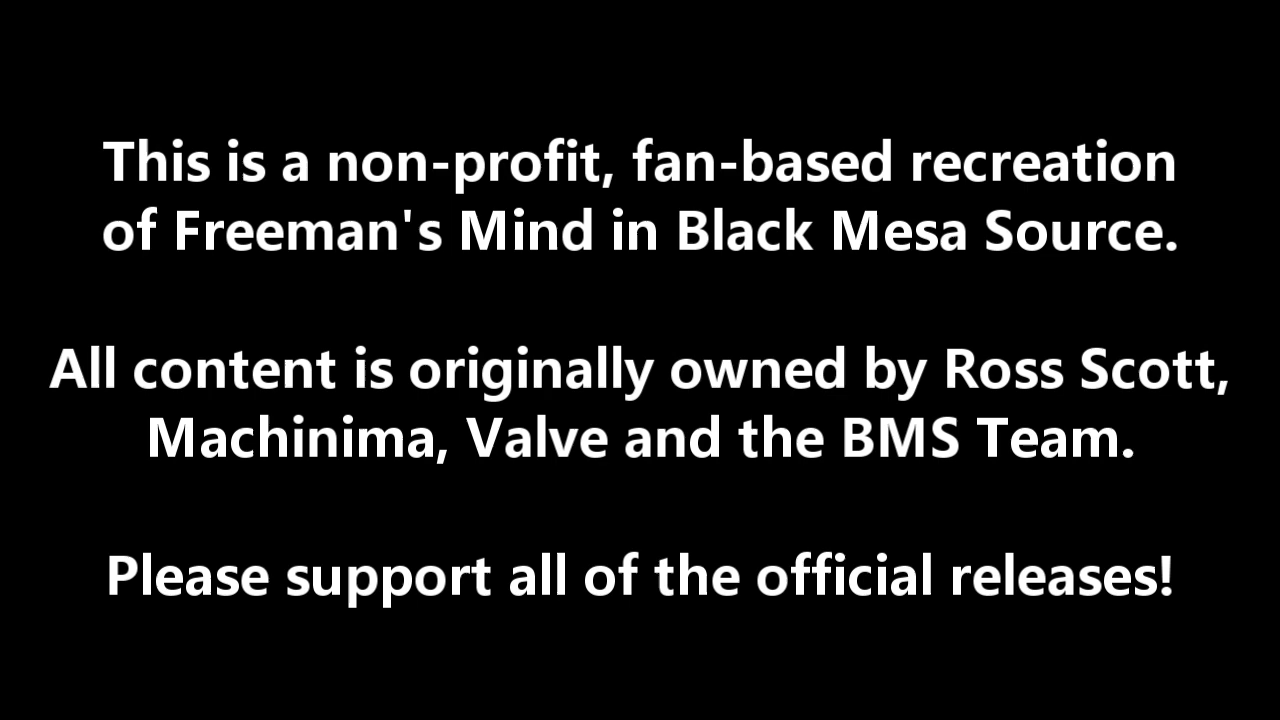 This is a non-profit, fan-based recreation
of Freeman's Mind in Black Mesa Source.
All content is originally owned by Ross Scott,
Machinima, Valve and the BMS Team.
Please support all of the official releases!